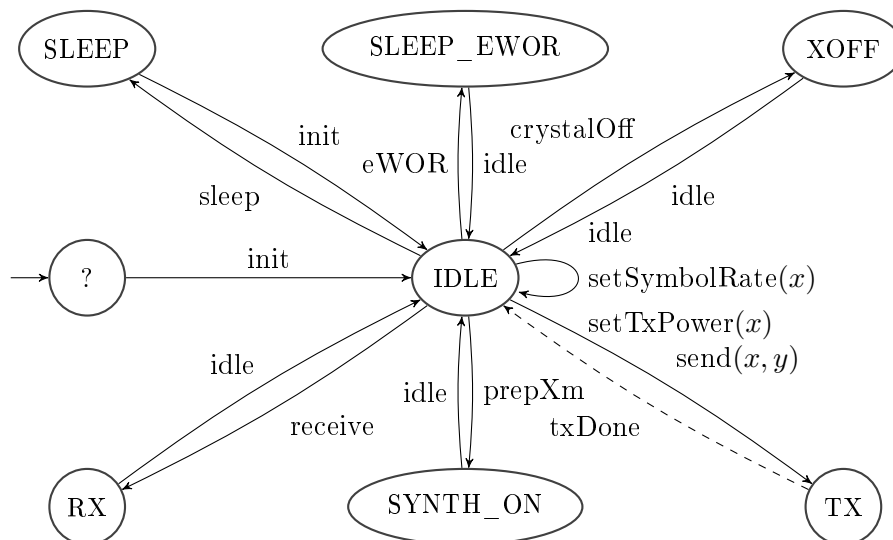 SLEEP
SLEEP_EWOR
XOFF
init
crystalOff
eWOR
idle
sleep
idle
idle
init
?
IDLE
setSymbolRate(x)
setTxPower(x)
send(x, y)
idle
idle
prepXm
receive
txDone
RX
SYNTH_ON
TX